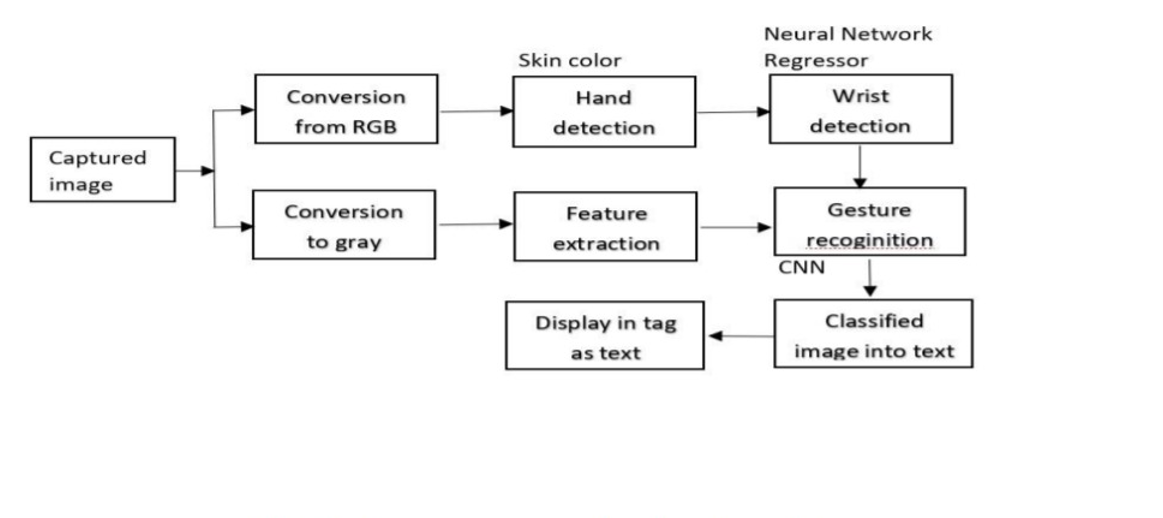 Neural Network
Regressor
Skin color
Conversion
from RGB
Hand
detection
Wrist
detection
Captured
image
Conversion
to gray
Feature
extraction
Gesture
recoginition
CNN
Display in tag
as text
Classified
image into text